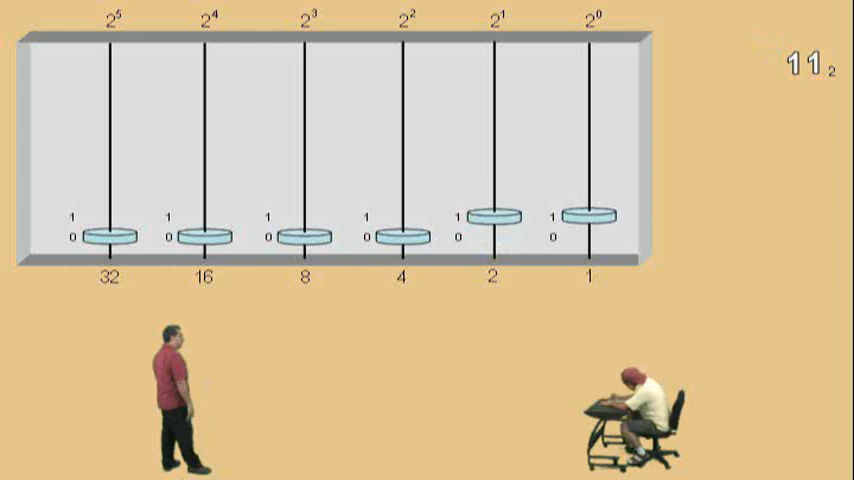 2⁵ 2⁴ 2³ 2² 2¹ 2⁰
11₂
1 1 1 1 1 1
0 0 0 0 0 0
32 16 8 4 2 1